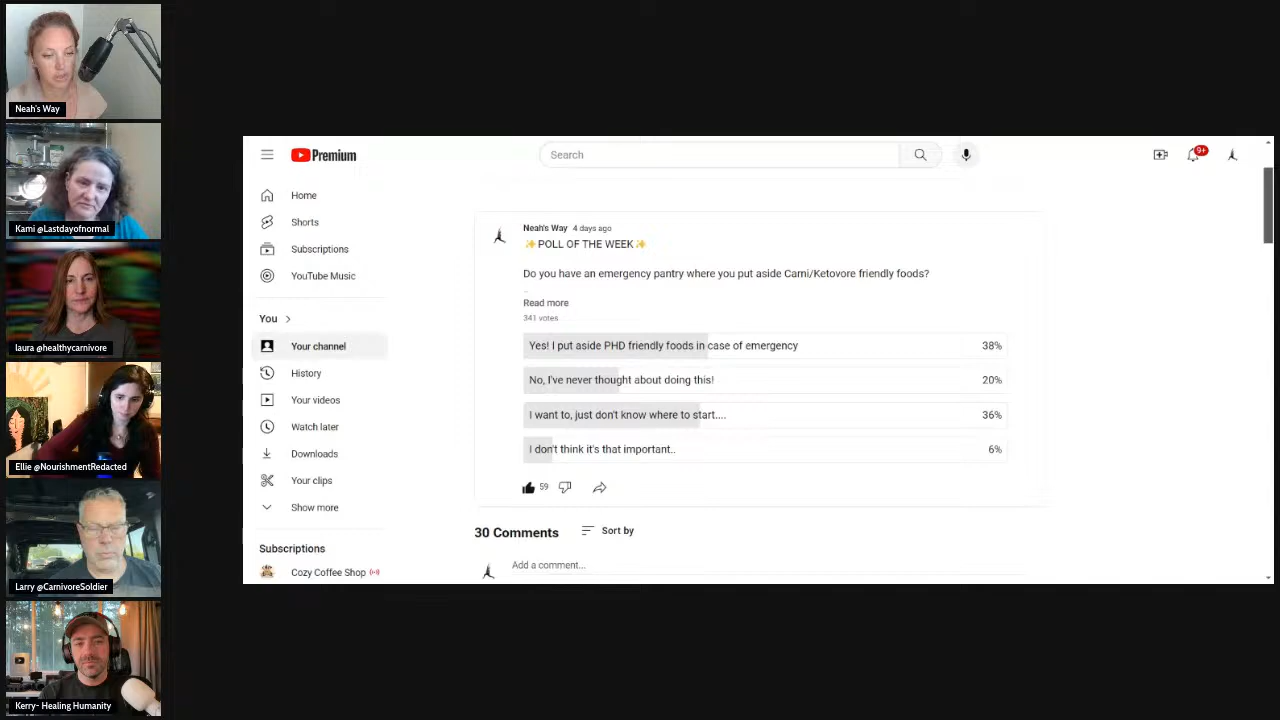 Neah's Way
Kami @Lastdayofnormal
laura @healthycarnivore
Ellie @NourishmentRedacted
Larry @CarnivoreSoldier
Kerry- Healing Humanity
Premium
Search
9+
Home
Shorts
Subscriptions
YouTube Music
You
Your channel
History
Your videos
Watch later
Downloads
Your clips
Show more
Subscriptions
Cozy Coffee Shop
Neah's Way 4 days ago
✨POLL OF THE WEEK✨
Do you have an emergency pantry where you put aside Carni/Ketovore friendly foods?
..
Read more
341 votes
Yes! I put aside PHD friendly foods in case of emergency 38%
No, I've never thought about doing this! 20%
I want to, just don't know where to start.... 36%
I don't think it's that important.. 6%
59
30 Comments Sort by
Add a comment...